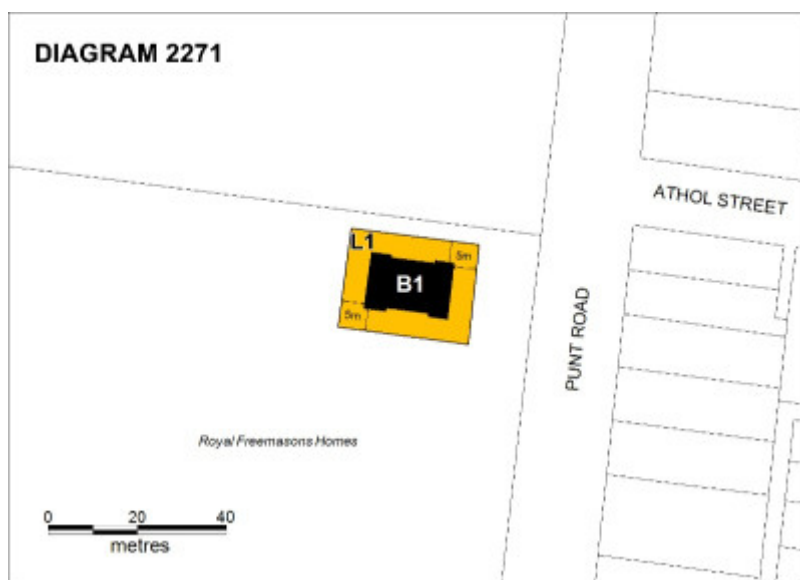 DIAGRAM 2271
ATHOL STREET
L1
5m
B1
5m
PUNT ROAD
Royal Freemasons Homes
0 20 40
metres